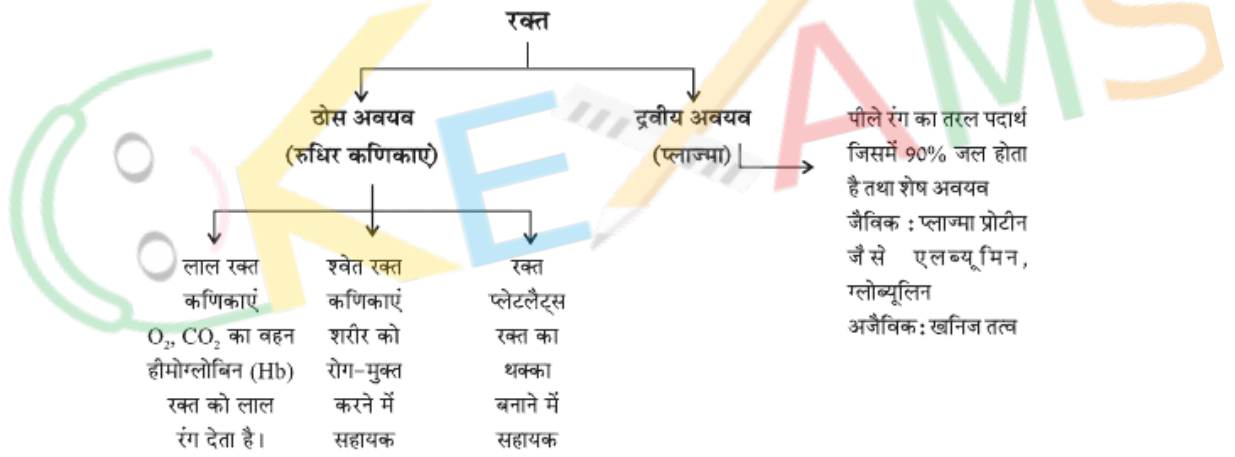 रक्त
ठोस अवयव
(रुधिर कणिकाएं)
द्रवीय अवयव
(प्लाज्मा)
पीले रंग का तरल पदार्थ
जिसमें 90% जल होता
है तथा शेष अवयव
जैविक : प्लाज्मा प्रोटीन
जैसे एलब्यूमिन,
ग्लोब्यूलिन
अजैविक: खनिज तत्व
लाल रक्त
कणिकाएं
O₂, CO₂ का वहन
हीमोग्लोबिन (Hb)
रक्त को लाल
रंग देता है।
श्वेत रक्त
कणिकाएं
शरीर को
रोग-मुक्त
करने में
सहायक
रक्त
प्लेटलैट्स
रक्त का
थक्का
बनाने में
सहायक
KEXAMS